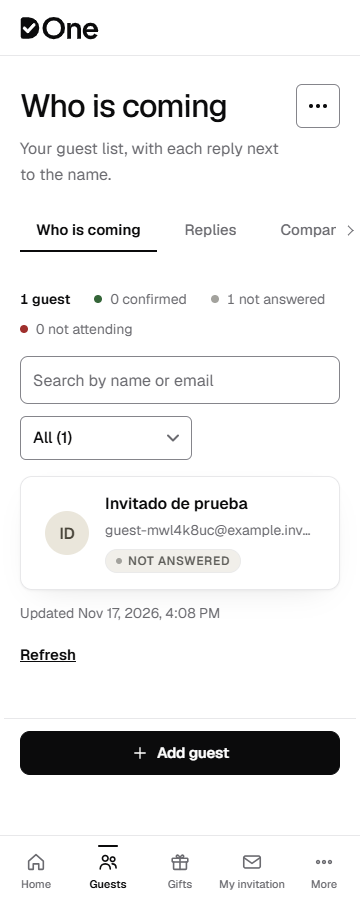 DOne
Who is coming
Your guest list, with each reply next
to the name.
Who is coming
Replies
Compar
1 guest
0 confirmed
1 not answered
0 not attending
Search by name or email
All (1)
ID
Invitado de prueba
guest-mwl4k8uc@example.inv...
NOT ANSWERED
Updated Nov 17, 2026, 4:08 PM
Refresh
Add guest
Home
Guests
Gifts
My invitation
More